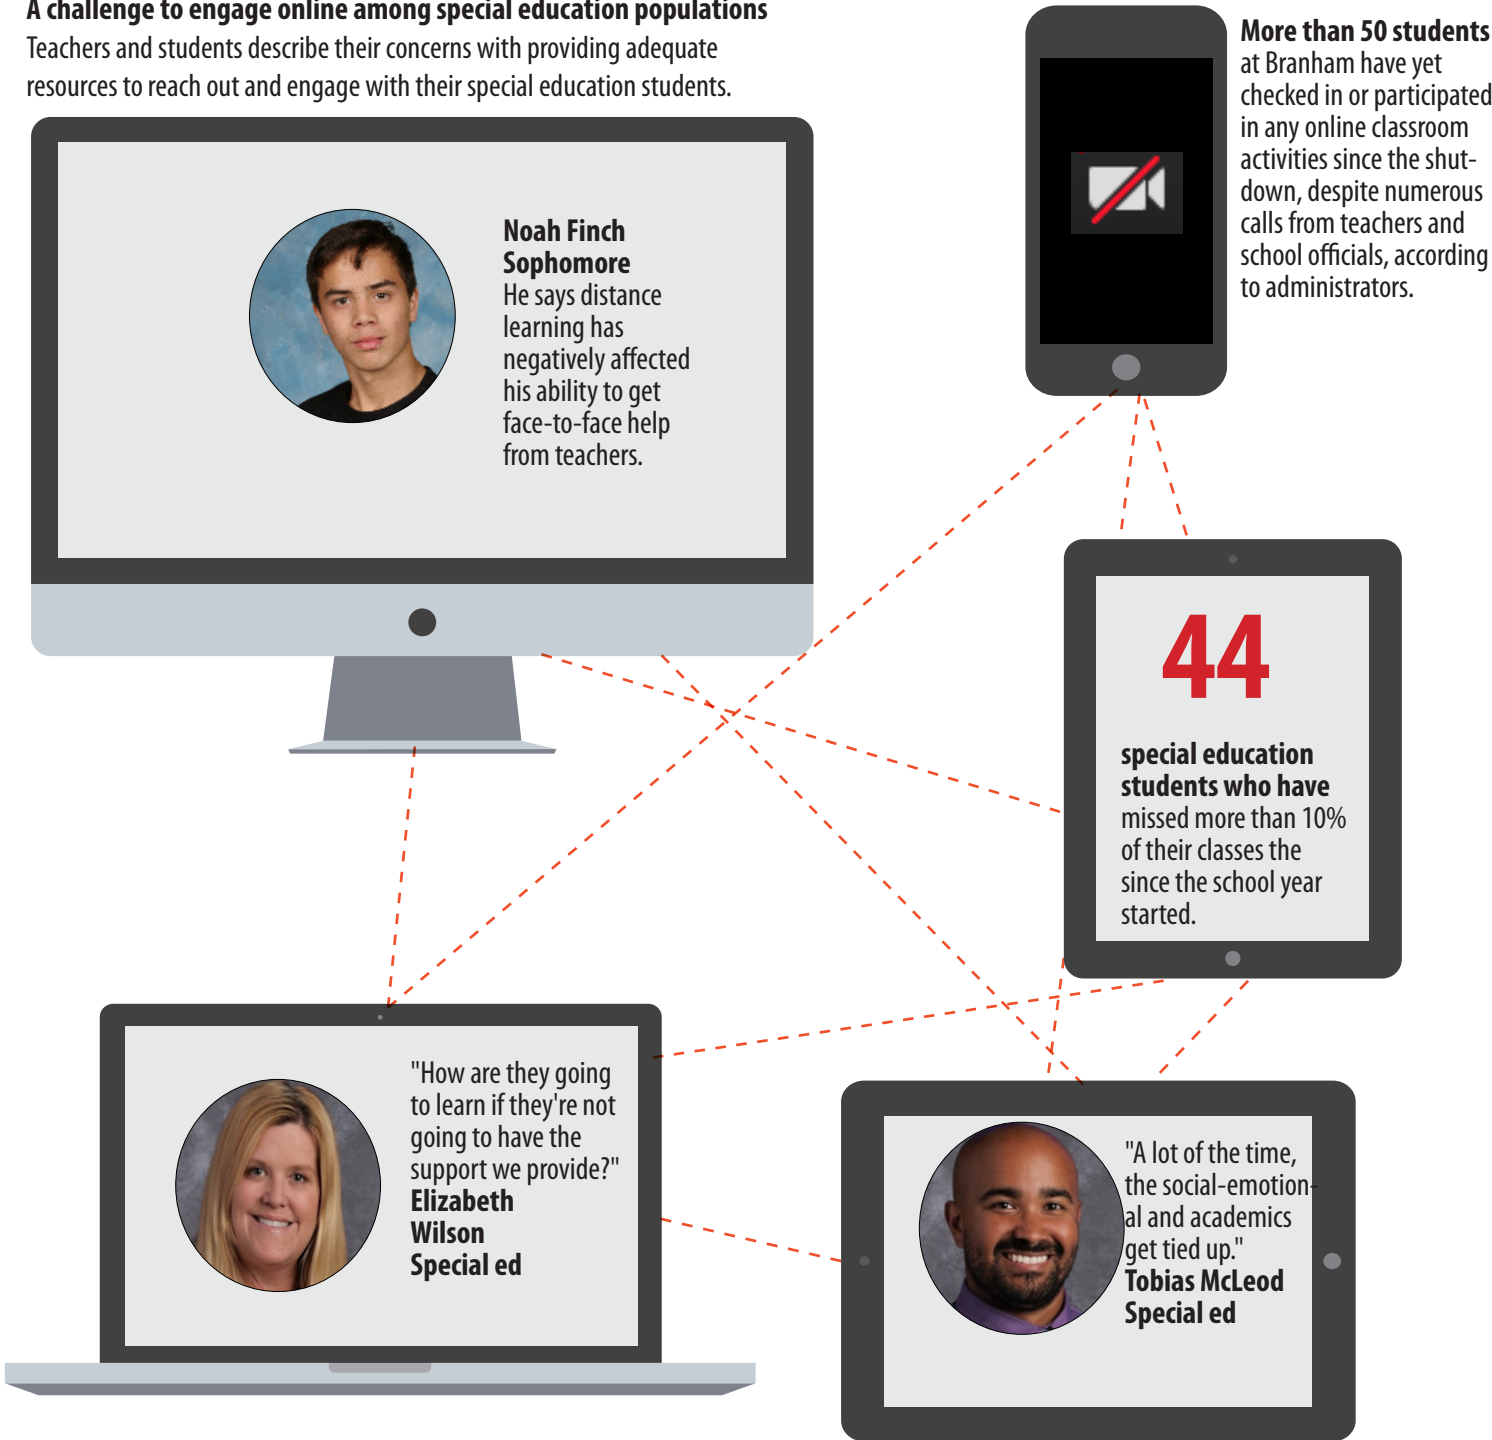 A challenge to engage online among special education populations
Teachers and students describe their concerns with providing adequate
resources to reach out and engage with their special education students.
More than 50 students
at Branham have yet
checked in or participated
in any online classroom
activities since the shut-
down, despite numerous
calls from teachers and
school officials, according
to administrators.
Noah Finch
Sophomore
He says distance
learning has
negatively affected
his ability to get
face-to-face help
from teachers.
44
special education
students who have
missed more than 10%
of their classes the
since the school year
started.
"How are they going
to learn if they're not
going to have the
support we provide?"
Elizabeth
Wilson
Special ed
"A lot of the time,
the social-emotion-
al and academics
get tied up."
Tobias McLeod
Special ed